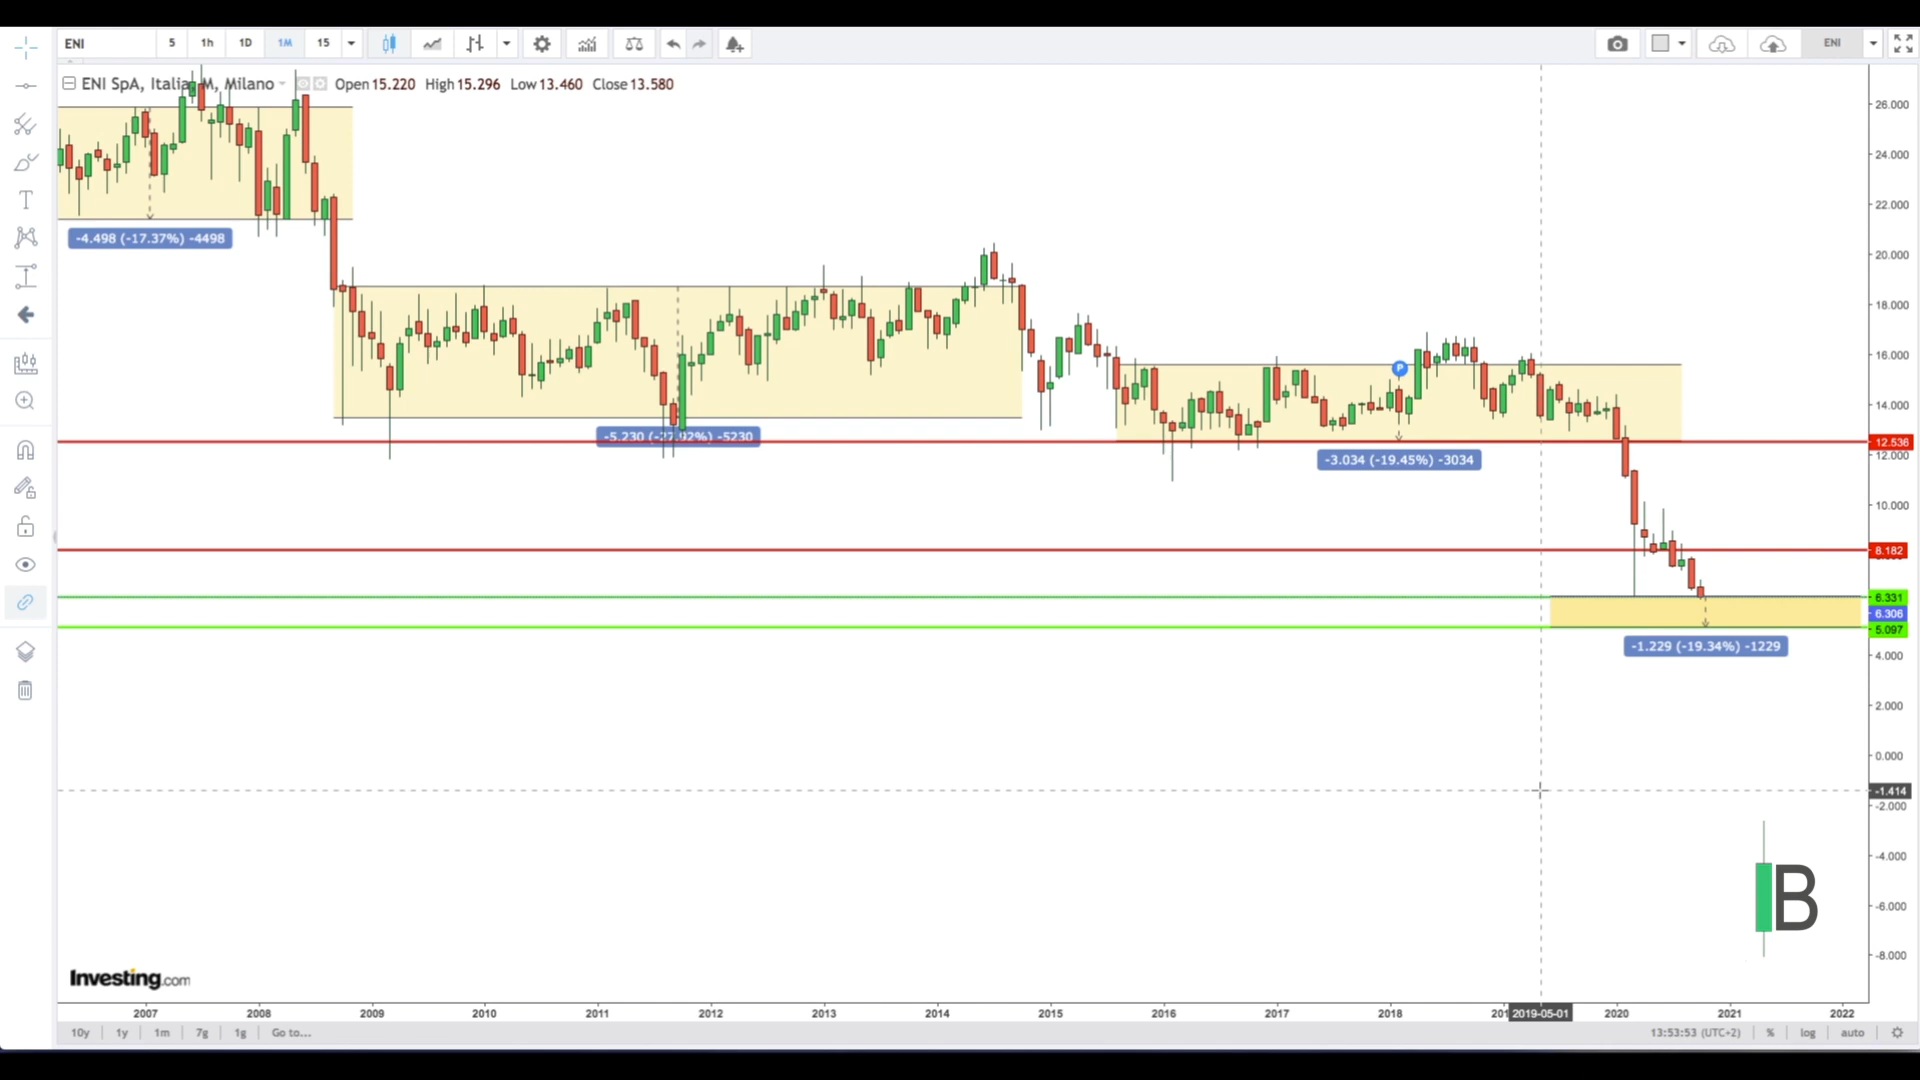 ENI 5 1h 1D 1M 15 ENI
ENI SpA, Italia, M, Milano Open 15.220 High 15.296 Low 13.460 Close 13.580
26.000
24.000
22.000
-4.498 (-17.37%) -4498
20.000
18.000
16.000
P
14.000
-5.230 (-27.92%) -5230
12.536
12.000
-3.034 (-19.45%) -3034
10.000
8.182
6.331
6.306
5.097
-1.229 (-19.34%) -1229
4.000
2.000
0.000
-1.414
-2.000
-4.000
B
-6.000
-8.000
Investing.com
2007 2008 2009 2010 2011 2012 2013 2014 2015 2016 2017 2018 201 2019-05-01 2020 2021 2022
10y 1y 1m 7g 1g Go to... 13:53:53 (UTC+2) % log auto